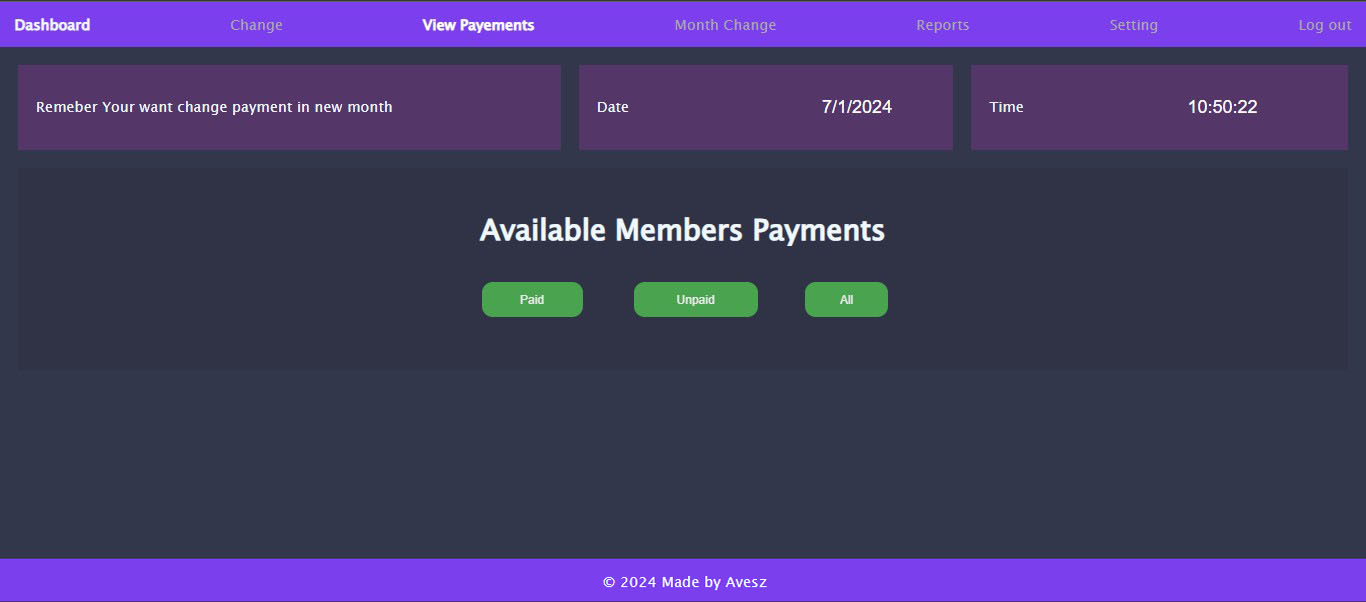 Dashboard Change View Payements Month Change Reports Setting Log out
Remeber Your want change payment in new month
Date 7/1/2024
Time 10:50:22
Available Members Payments
Paid Unpaid All
© 2024 Made by Avesz